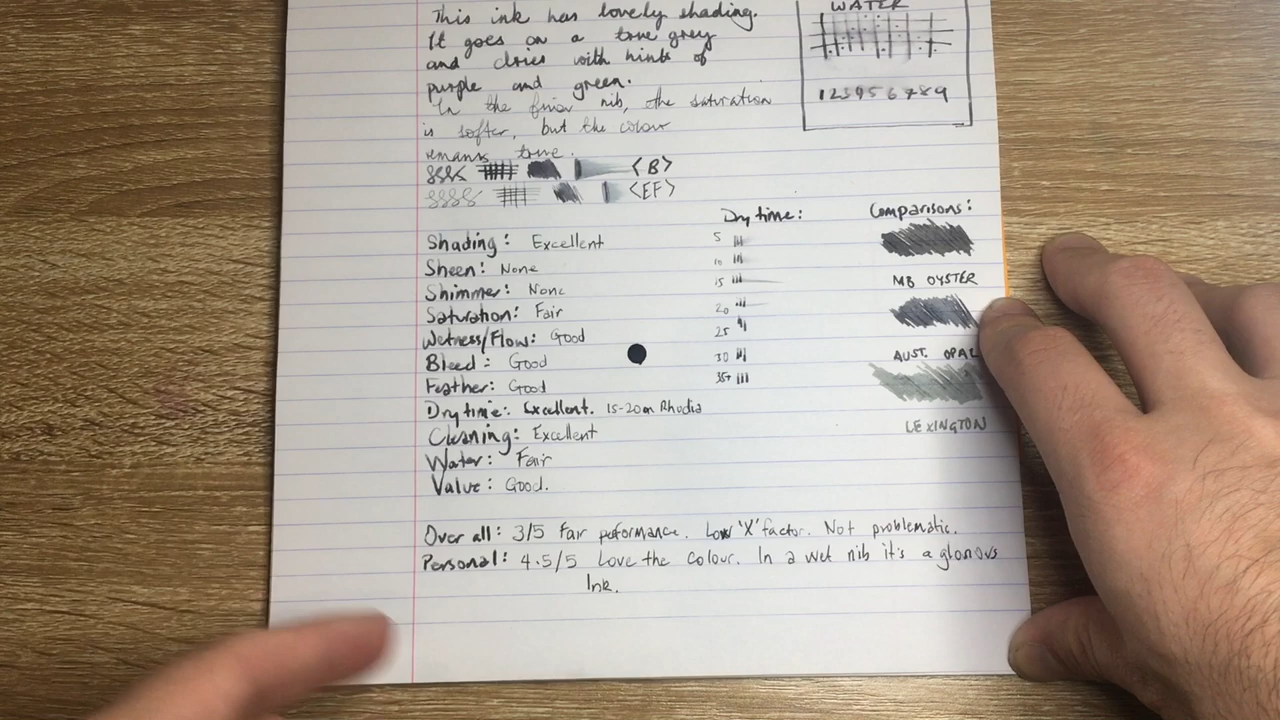 This ink has lovely shading.
It goes on a true grey
and dries with hints of
purple and green.
In the finer nib, the saturation
is softer, but the colour
remains true.
<B>
<EF>
WATER
123456789
Shading: Excellent
Sheen: None
Shimmer: None
Saturation: Fair
Wetness/Flow: Good
Bleed: Good
Feather: Good
Dry time: Excellent. 15-20m Rhodia
Cleaning: Excellent
Water: Fair
Value: Good.
Dry time:
5
10
15
20
25
30
35+
Comparisons:
MB OYSTER
AUST. OPAL
LEXINGTON
Over all: 3/5 Fair peformance. Low 'X' factor. Not problematic.
Personal: 4.5/5 Love the colour. In a wet nib it's a glorious
Ink.